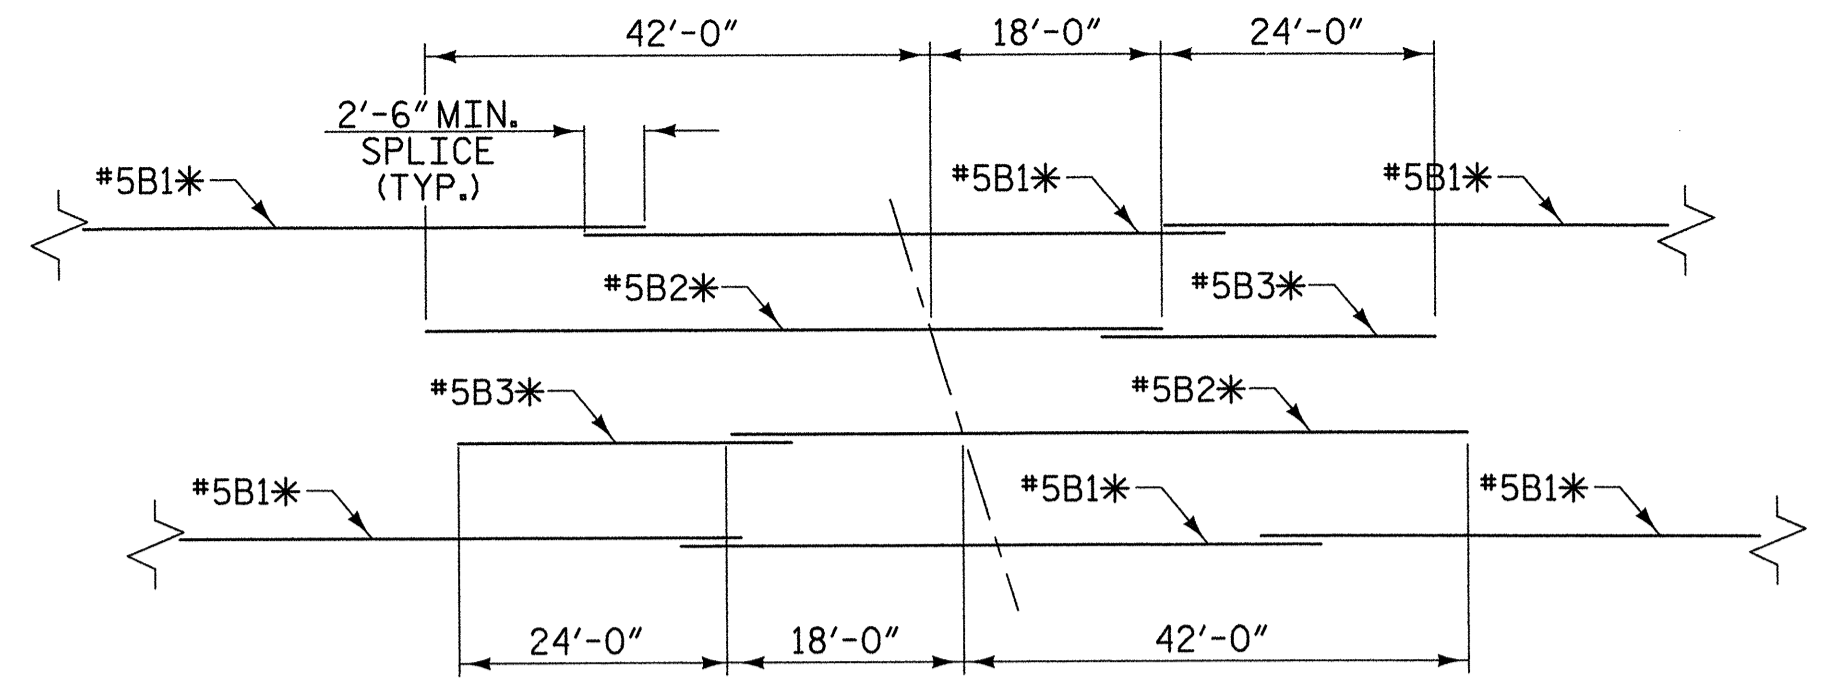 42'-0" 18'-0" 24'-0"
2'-6" MIN.
SPLICE
(TYP.)
#5B1✳ #5B1✳ #5B1✳
#5B2✳ #5B3✳
#5B3✳ #5B2✳
#5B1✳ #5B1✳ #5B1✳
24'-0" 18'-0" 42'-0"